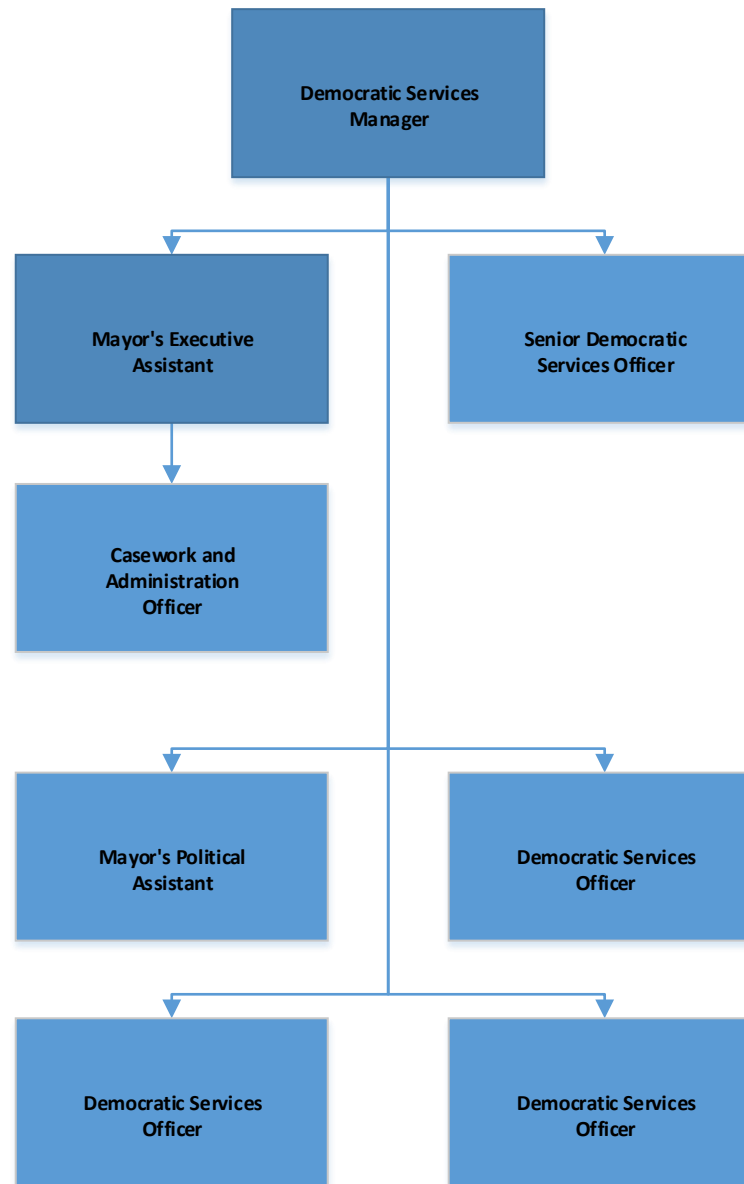 Democratic Services
Manager
Mayor's Executive
Assistant
Senior Democratic
Services Officer
Casework and
Administration
Officer
Mayor's Political
Assistant
Democratic Services
Officer
Democratic Services
Officer
Democratic Services
Officer